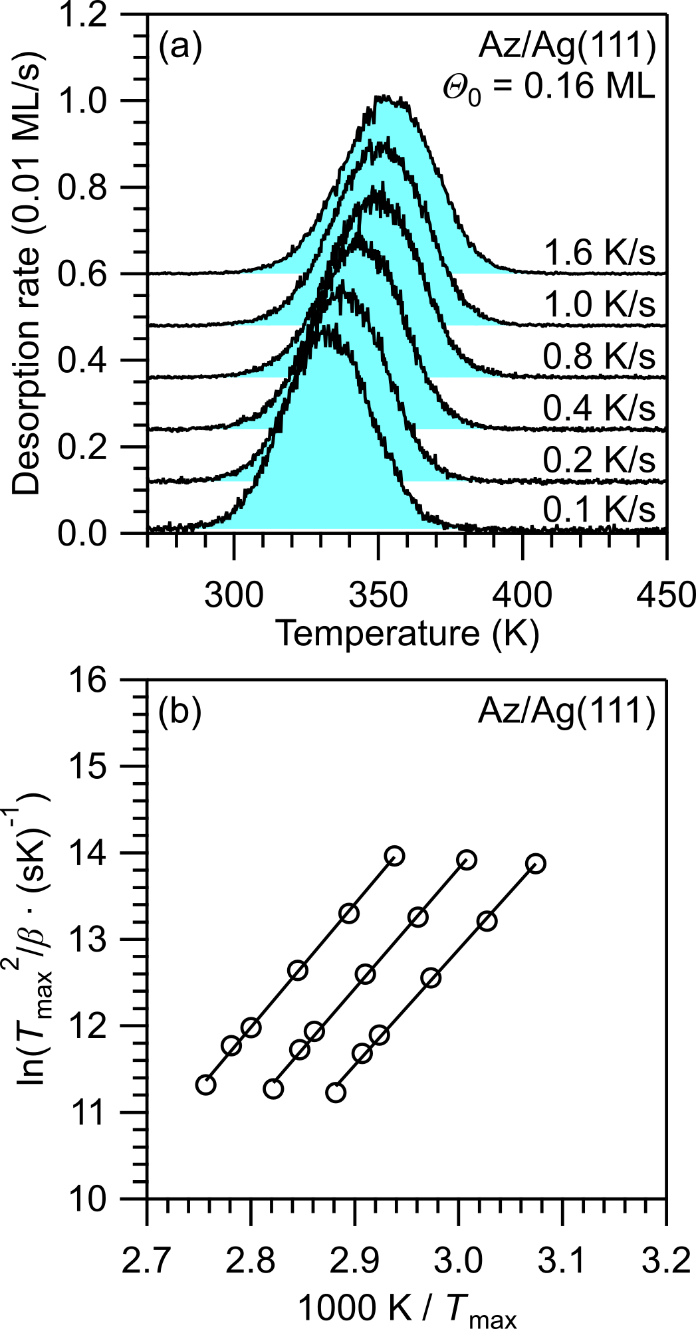 (a) Az/Ag(111)
Θ0 = 0.16 ML
1.2
1.0
0.8
0.6
0.4
0.2
0.0
Desorption rate (0.01 ML/s)
1.6 K/s
1.0 K/s
0.8 K/s
0.4 K/s
0.2 K/s
0.1 K/s
300 350 400 450
Temperature (K)
(b) Az/Ag(111)
16
15
14
13
12
11
10
ln(Tmax²/β · (sK)⁻¹)
2.7 2.8 2.9 3.0 3.1 3.2
1000 K / Tmax